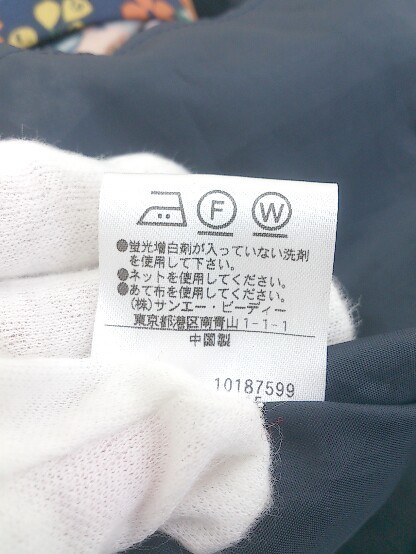 F W
●蛍光増白剤が入っていない洗剤
を使用して下さい。
●ネットを使用してください。
●あて布を使用してください。
(株)サンエー・ビーディー
東京都港区南青山1-1-1
中国製
10187599